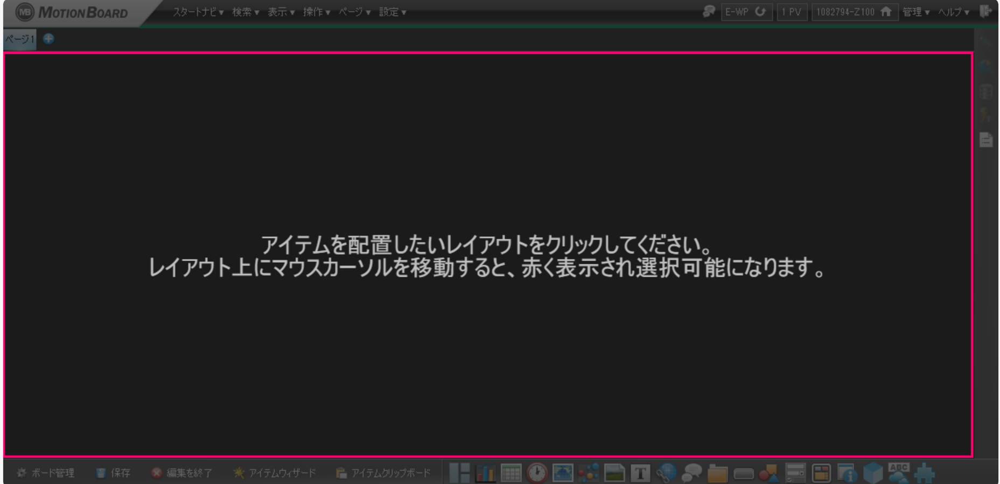 MB MOTIONBOARD
スタートナビ▼ 検索▼ 表示▼ 操作▼ ページ▼ 設定▼ E-WP 1 PV 1082794-Z100 管理▼ ヘルプ▼
ページ1
アイテムを配置したいレイアウトをクリックしてください。
レイアウト上にマウスカーソルを移動すると、赤く表示され選択可能になります。
ボード管理 保存 編集を終了 アイテムウィザード アイテムクリップボード T ABC